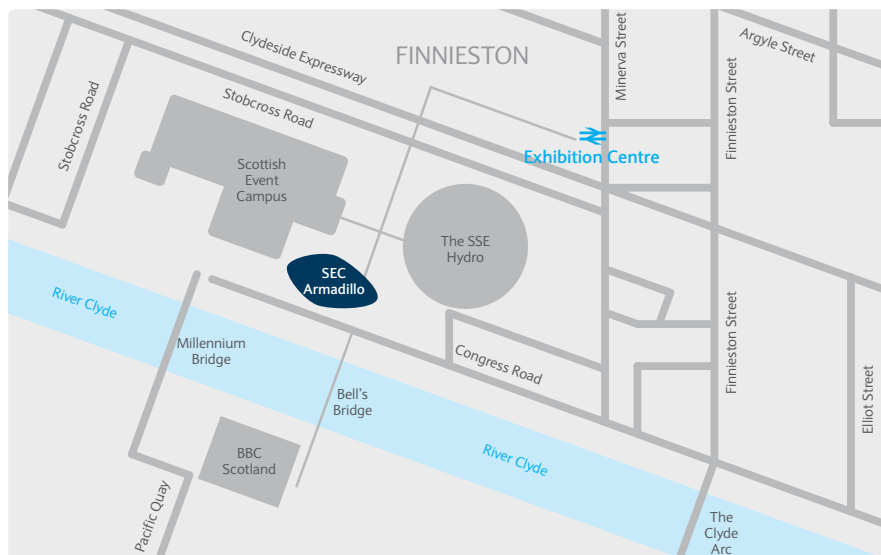 Clydeside Expressway
FINNIESTON
Minerva Street
Argyle Street
Finnieston Street
Stobcross Road
Stobcross Road
Exhibition Centre
Scottish
Event
Campus
The SSE
Hydro
SEC
Armadillo
River Clyde
Millennium
Bridge
Congress Road
Finnieston Street
Elliot Street
Bell's
Bridge
BBC
Scotland
River Clyde
Pacific Quay
The
Clyde
Arc